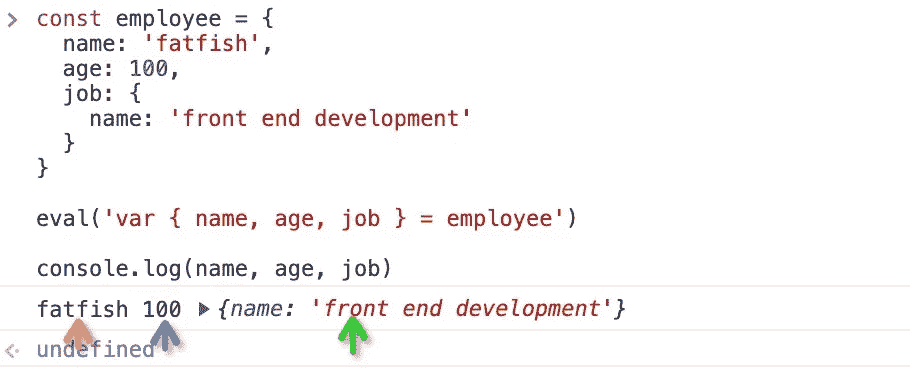 const employee = {
  name: 'fatfish',
  age: 100,
  job: {
    name: 'front end development'
  }
}
eval('var { name, age, job } = employee')
console.log(name, age, job)
fatfish 100 ▶{name: 'front end development'}
undefined